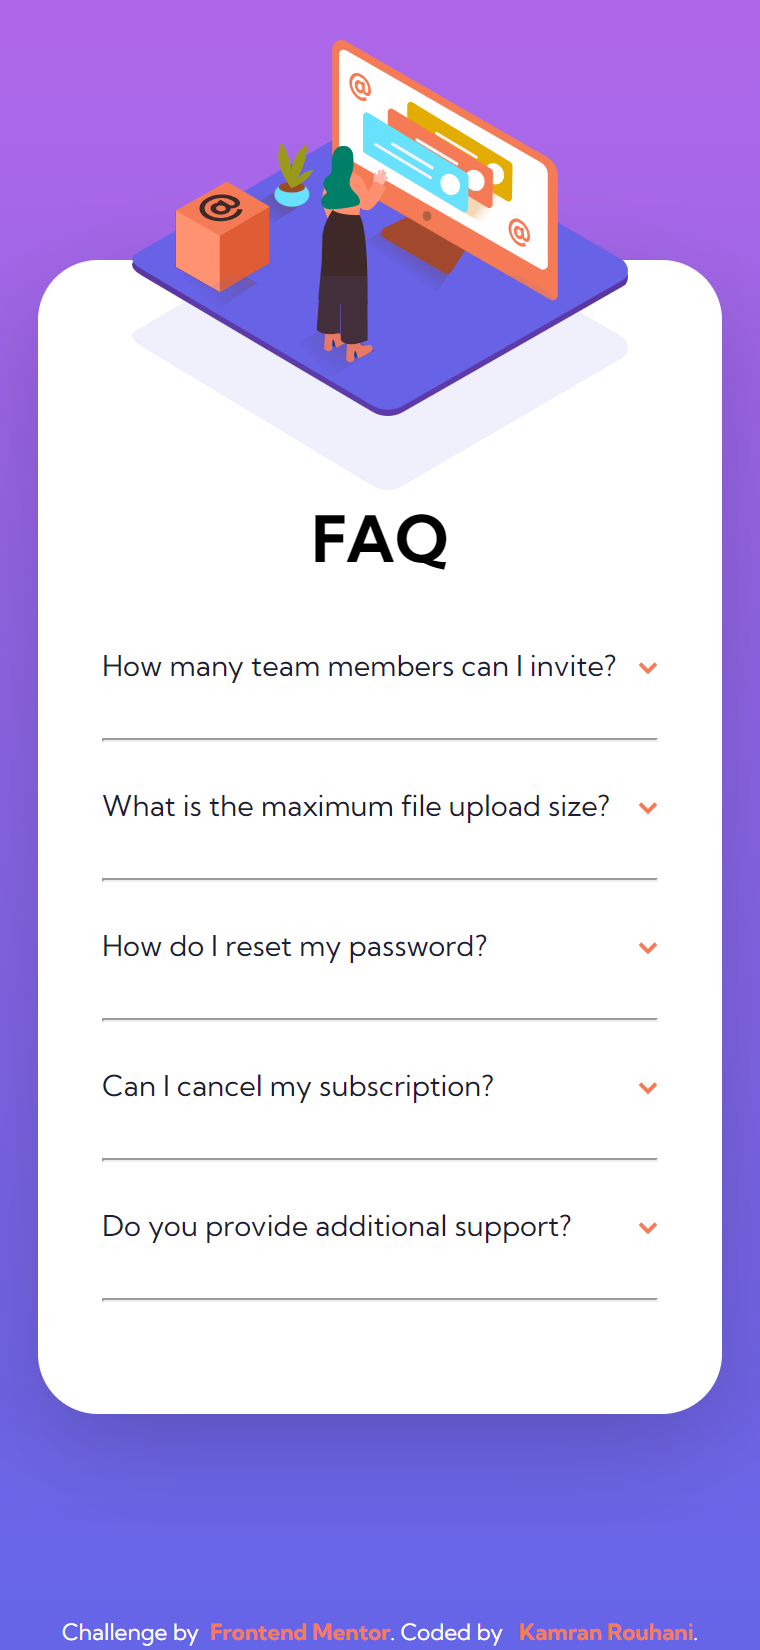 @
@
@
FAQ
How many team members can I invite?
What is the maximum file upload size?
How do I reset my password?
Can I cancel my subscription?
Do you provide additional support?
Challenge by Frontend Mentor. Coded by Kamran Rouhani.